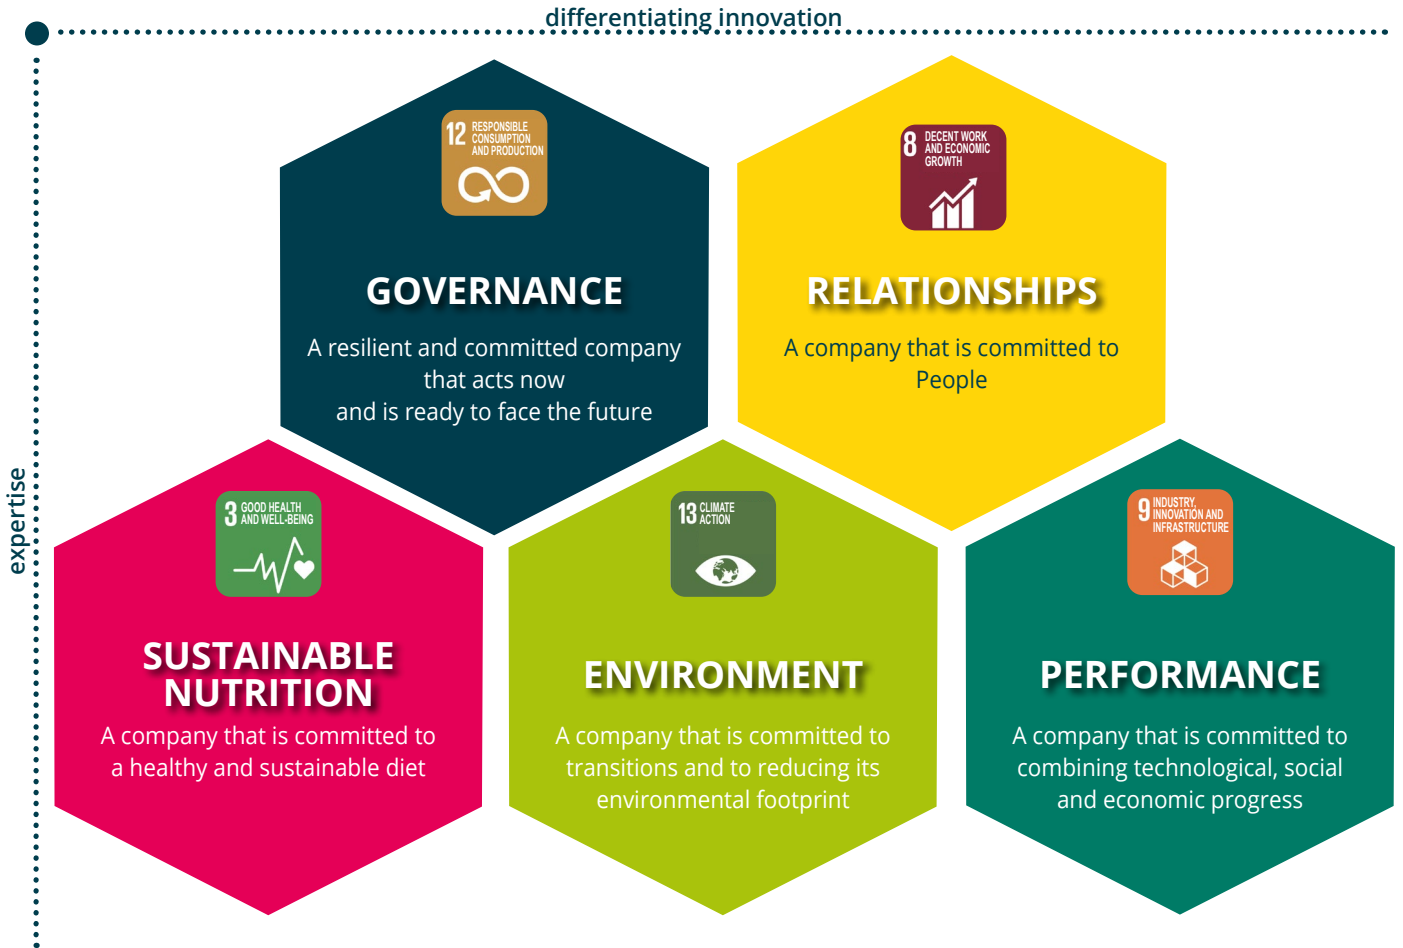 differentiating innovation
expertise
12 RESPONSIBLE
CONSUMPTION
AND PRODUCTION
GOVERNANCE
A resilient and committed company
that acts now
and is ready to face the future
8 DECENT WORK
AND ECONOMIC
GROWTH
RELATIONSHIPS
A company that is committed to
People
3 GOOD HEALTH
AND WELL-BEING
SUSTAINABLE
NUTRITION
A company that is committed to
a healthy and sustainable diet
13 CLIMATE
ACTION
ENVIRONMENT
A company that is committed to
transitions and to reducing its
environmental footprint
9 INDUSTRY,
INNOVATION AND
INFRASTRUCTURE
PERFORMANCE
A company that is committed to
combining technological, social
and economic progress